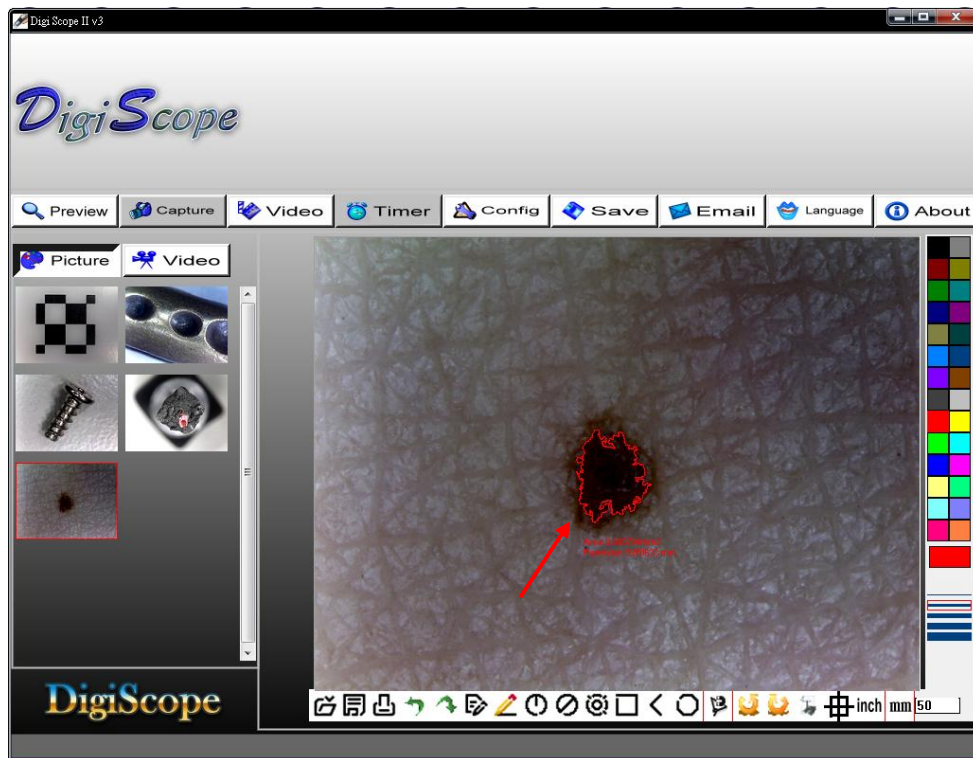 Digi Scope II v3
DigiScope
Preview
Capture
Video
Timer
Config
Save
Email
Language
About
Picture
Video
DigiScope
inch
mm
50